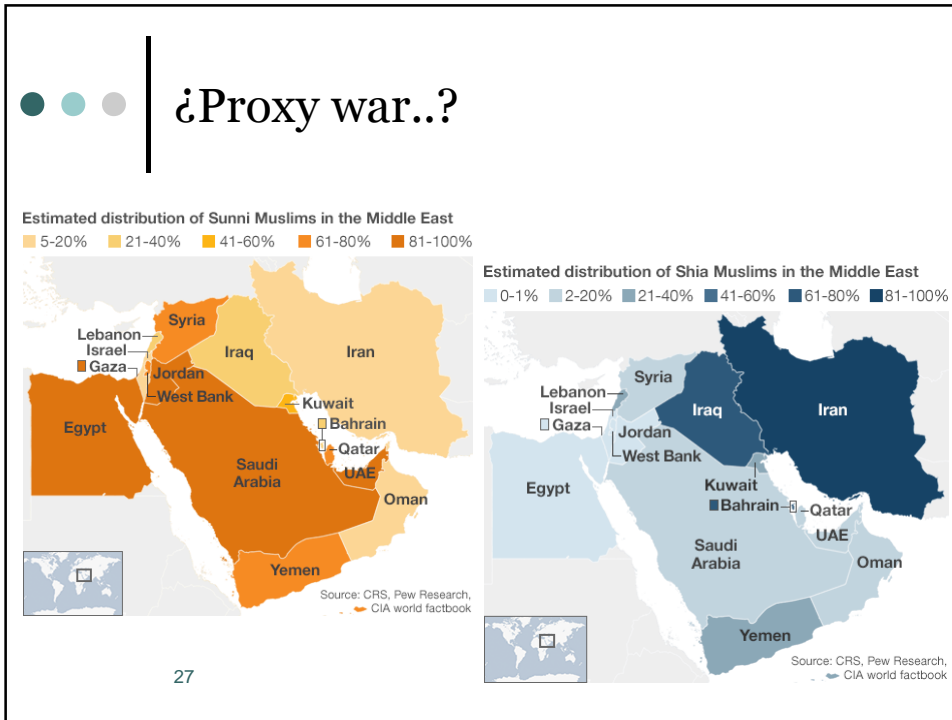 ¿Proxy war..?
Estimated distribution of Sunni Muslims in the Middle East
5-20% 21-40% 41-60% 61-80% 81-100%
Syria
Lebanon
Israel
Iraq
Iran
Gaza
Jordan
West Bank
Kuwait
Egypt
Bahrain
Qatar
Saudi
Arabia
UAE
Oman
Yemen
Source: CRS, Pew Research,
CIA world factbook
Estimated distribution of Shia Muslims in the Middle East
0-1% 2-20% 21-40% 41-60% 61-80% 81-100%
Syria
Lebanon
Israel
Iraq
Iran
Gaza
Jordan
West Bank
Kuwait
Egypt
Bahrain
Qatar
UAE
Saudi
Arabia
Oman
Yemen
Source: CRS, Pew Research,
CIA world factbook
27